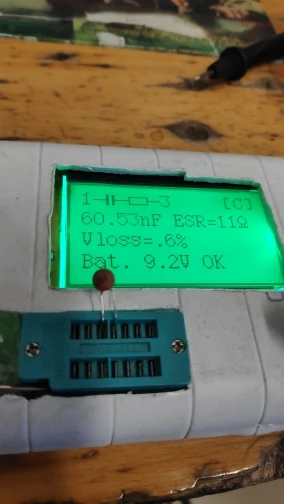 1 3 [C]
60.53nF ESR=11Ω
Vloss=.6%
Bat. 9.2V OK